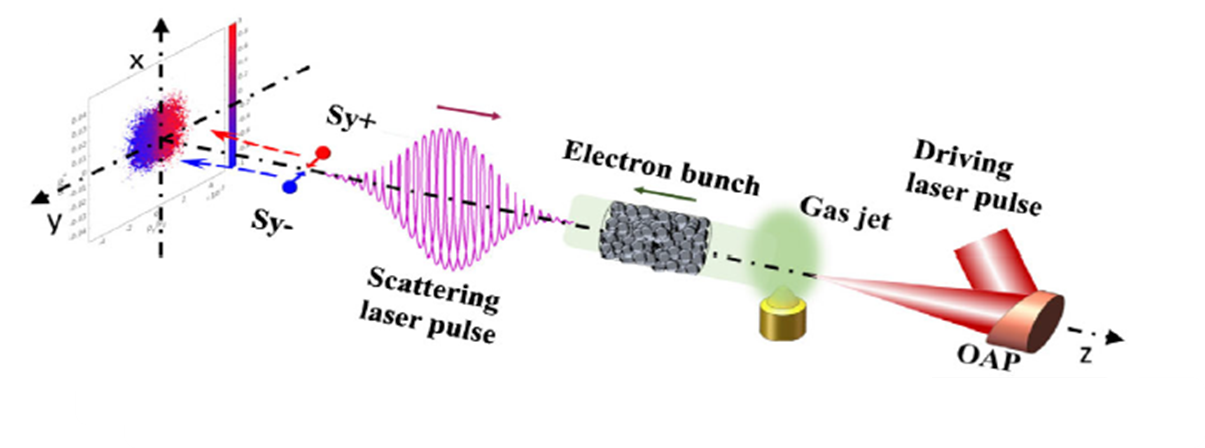 x
y
Sy+
Sy-
Scattering
laser pulse
Electron bunch
Gas jet
Driving
laser pulse
OAP
z